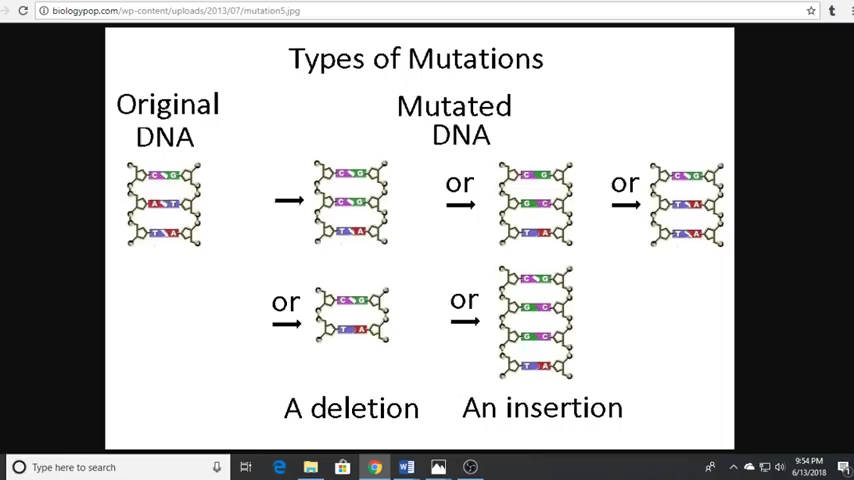 biologypop.com/wp-content/uploads/2013/07/mutation5.jpg
Types of Mutations
Original
DNA
Mutated
DNA
C G
A T
T A
C G
C G
T A
or
C G
G C
T A
or
C G
T A
T A
or
C G
T A
or
C G
G C
G C
T A
A deletion
An insertion
Type here to search
9:54 PM
6/13/2018